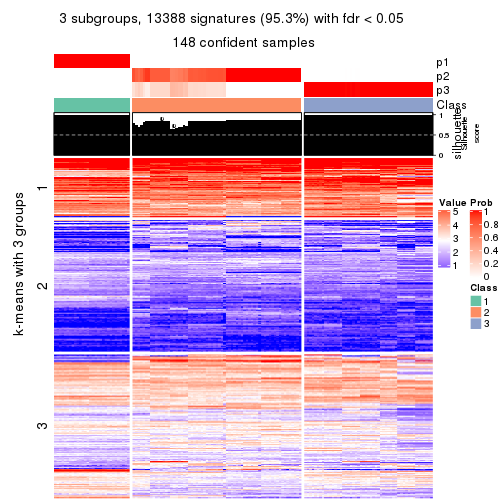 3 subgroups, 13388 signatures (95.3%) with fdr < 0.05
148 confident samples
p1
p2
p3
Class
1
0.5
0
silhouette
Silhouette
score
k-means with 3 groups
1
2
3
Value
5
4
3
2
1
Prob
1
0.8
0.6
0.4
0.2
0
Class
1
2
3